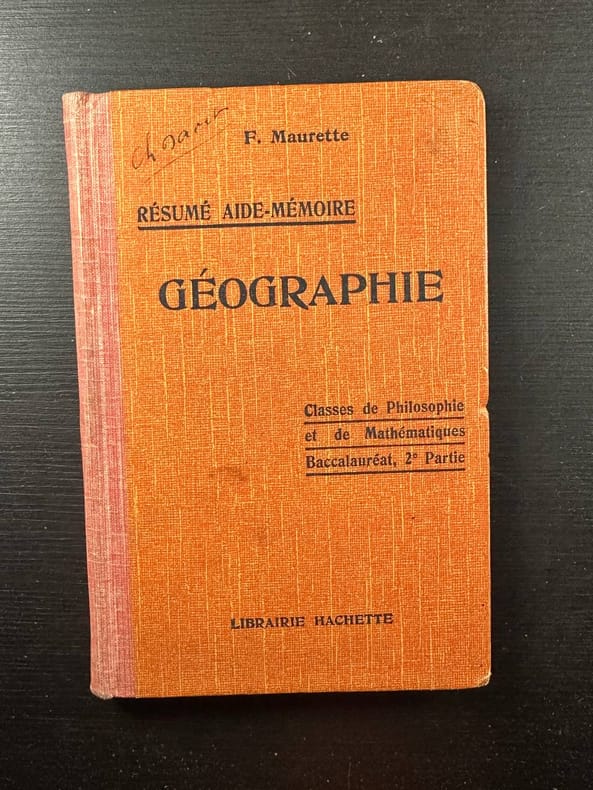 F. Maurette
RÉSUMÉ AIDE-MÉMOIRE
GÉOGRAPHIE
Classes de Philosophie
et de Mathématiques
Baccalauréat, 2e Partie
LIBRAIRIE HACHETTE